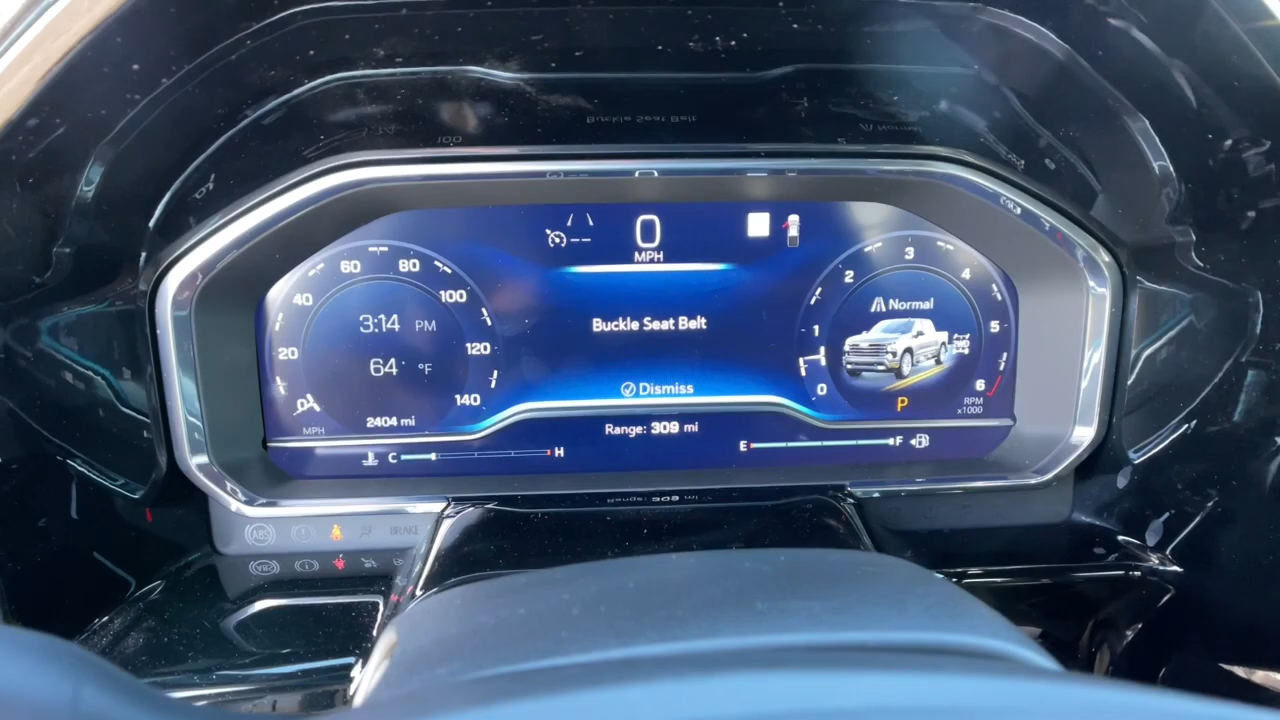 0
MPH
60 80
40 100
20 120
140
3:14 PM
64 °F
MPH
2404 mi
Buckle Seat Belt
Dismiss
Range: 309 mi
C H
E F
3
2 4
1 5
0 6
Normal
P
RPM
x1000
ABS
BRAKE